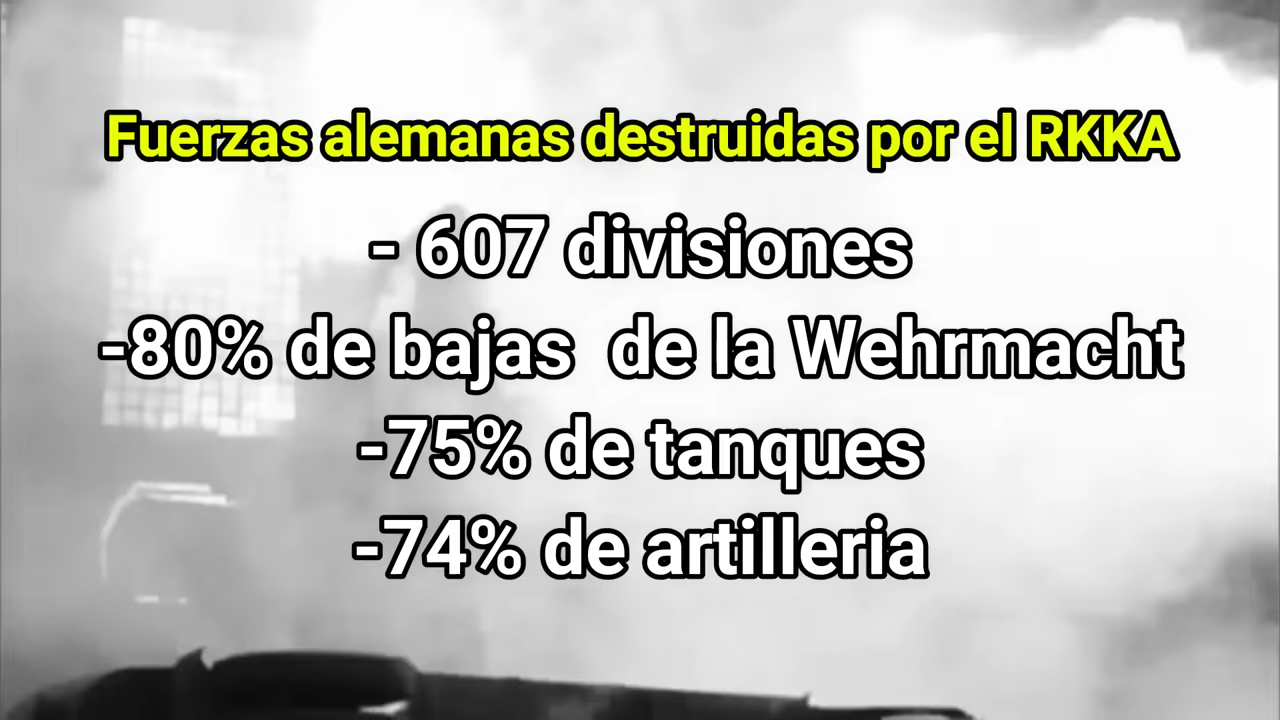 Fuerzas alemanas destruidas por el RKKA
- 607 divisiones
-80% de bajas  de la Wehrmacht
-75% de tanques
-74% de artilleria